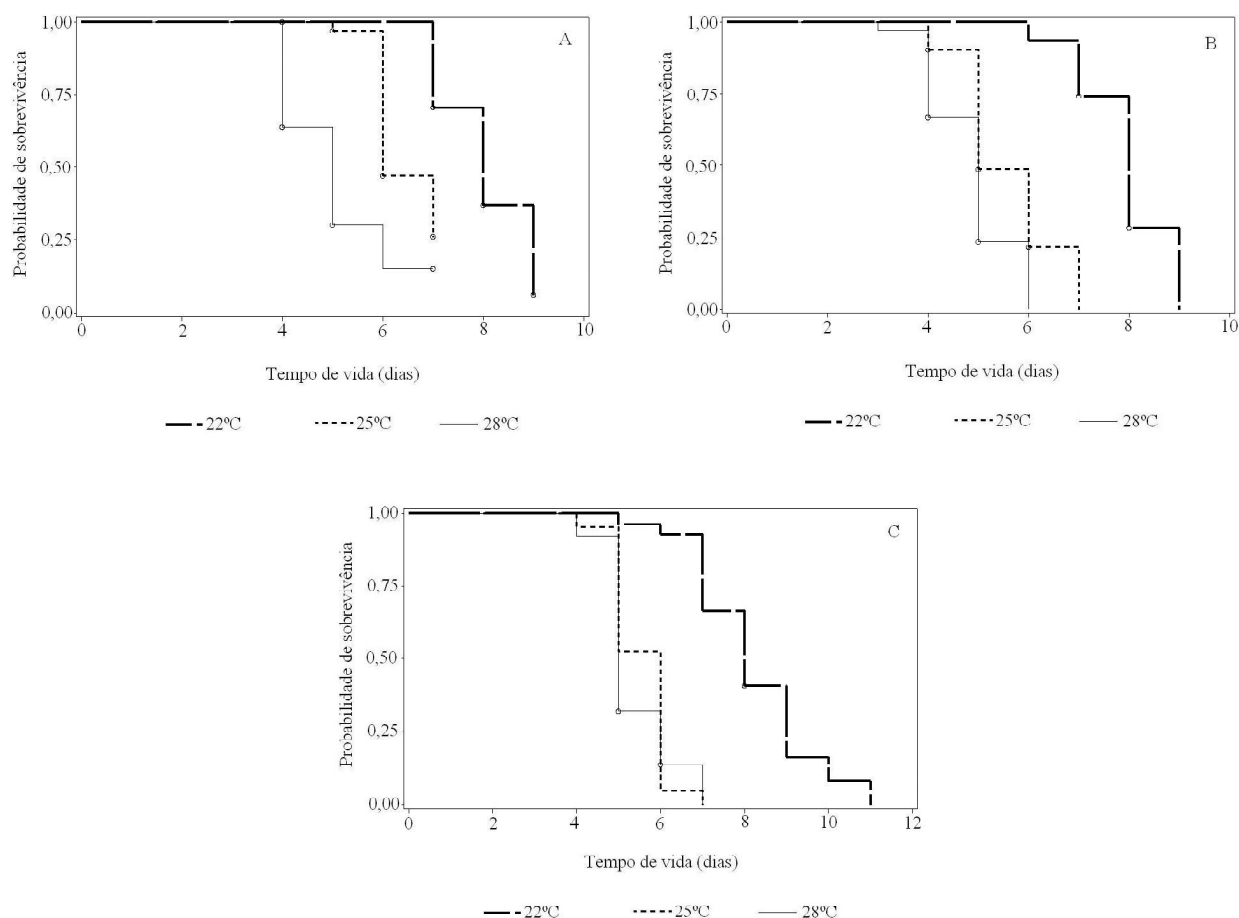 A
Probabilidade de sobrevivência
1,00
0,75
0,50
0,25
0,00
0 2 4 6 8 10
Tempo de vida (dias)
22ºC 25ºC 28ºC
B
Probabilidade de sobrevivência
1,00
0,75
0,50
0,25
0,00
0 2 4 6 8 10
Tempo de vida (dias)
22ºC 25ºC 28ºC
C
Probabilidade de sobrevivência
1,00
0,75
0,50
0,25
0,00
0 2 4 6 8 10 12
Tempo de vida (dias)
22ºC 25ºC 28ºC